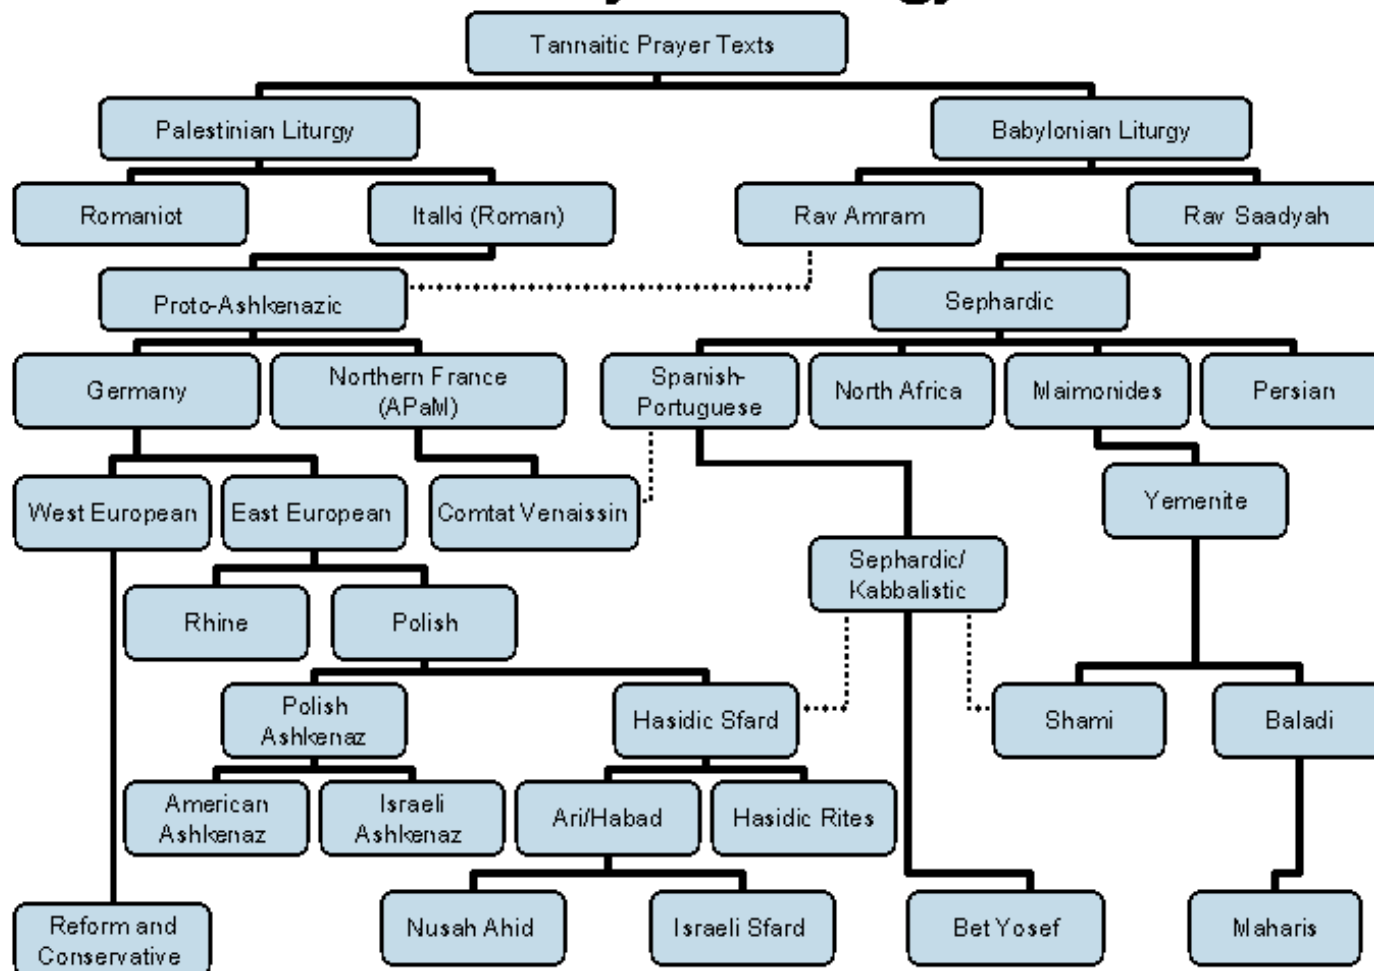 Tannaitic Prayer Texts
Palestinian Liturgy
Babylonian Liturgy
Romaniot
Italki (Roman)
Rav Amram
Rav Saadyah
Proto-Ashkenazic
Sephardic
Germany
Northern France
(APaM)
Spanish-
Portuguese
North Africa
Maimonides
Persian
West European
East European
Comtat Venaissin
Yemenite
Sephardic/
Kabbalistic
Rhine
Polish
Polish
Ashkenaz
Hasidic Sfard
Shami
Baladi
American
Ashkenaz
Israeli
Ashkenaz
Ari/Habad
Hasidic Rites
Reform and
Conservative
Nusah Ahid
Israeli Sfard
Bet Yosef
Maharis